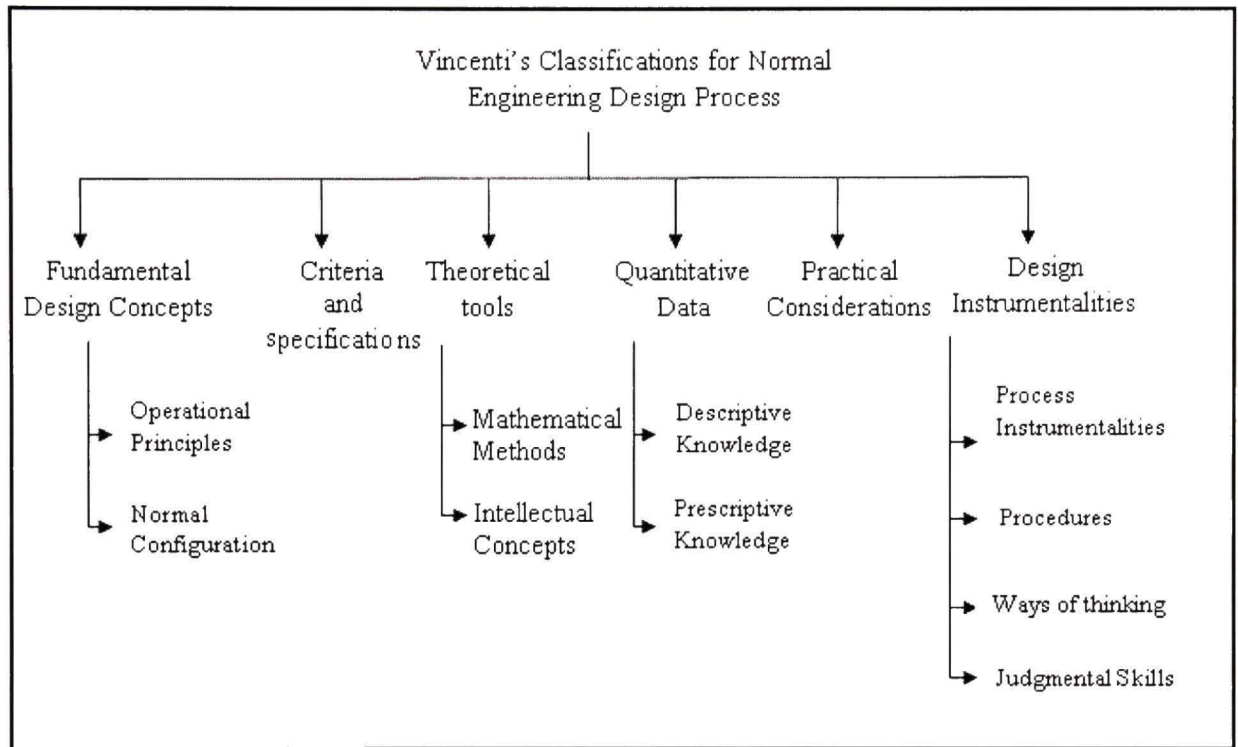 Vincenti's Classifications for Normal
Engineering Design Process
Fundamental
Design Concepts
Operational
Principles
Normal
Configuration
Criteria
and
specifications
Theoretical
tools
Mathematical
Methods
Intellectual
Concepts
Quantitative
Data
Descriptive
Knowledge
Prescriptive
Knowledge
Practical
Considerations
Design
Instrumentalities
Process
Instrumentalities
Procedures
Ways of thinking
Judgmental Skills